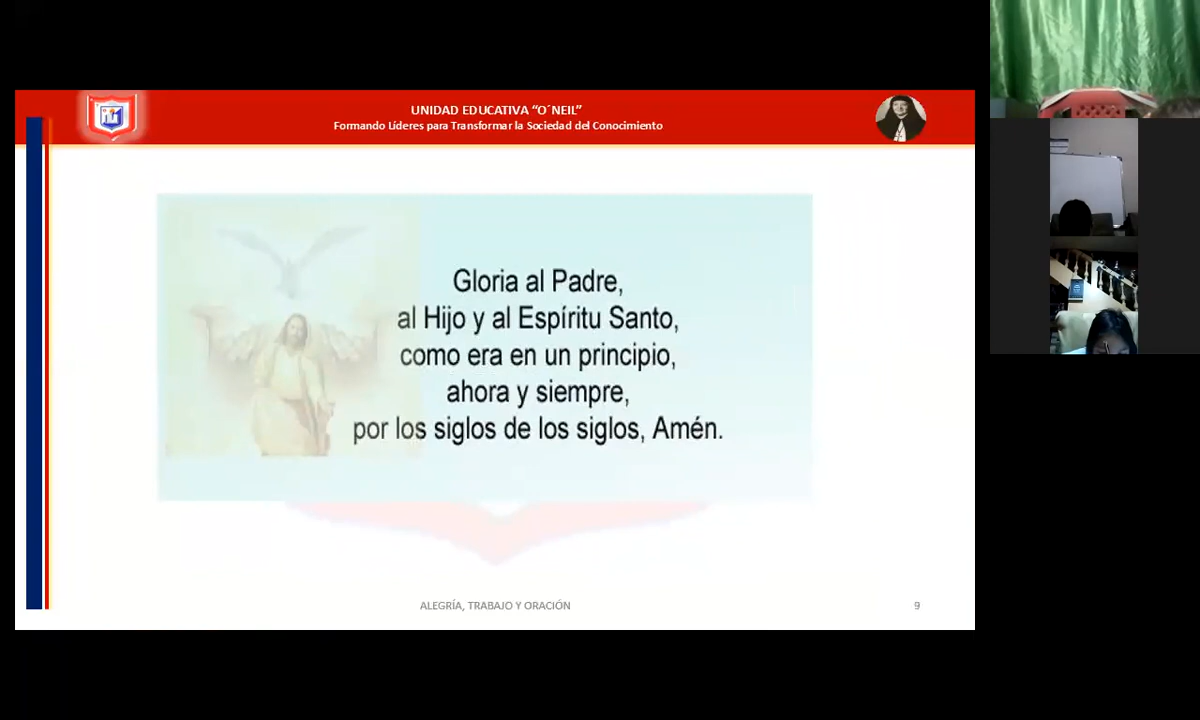 UNIDAD EDUCATIVA “O´NEIL”
Formando Líderes para Transformar la Sociedad del Conocimiento
Gloria al Padre,
al Hijo y al Espíritu Santo,
como era en un principio,
ahora y siempre,
por los siglos de los siglos, Amén.
ALEGRÍA, TRABAJO Y ORACIÓN
9